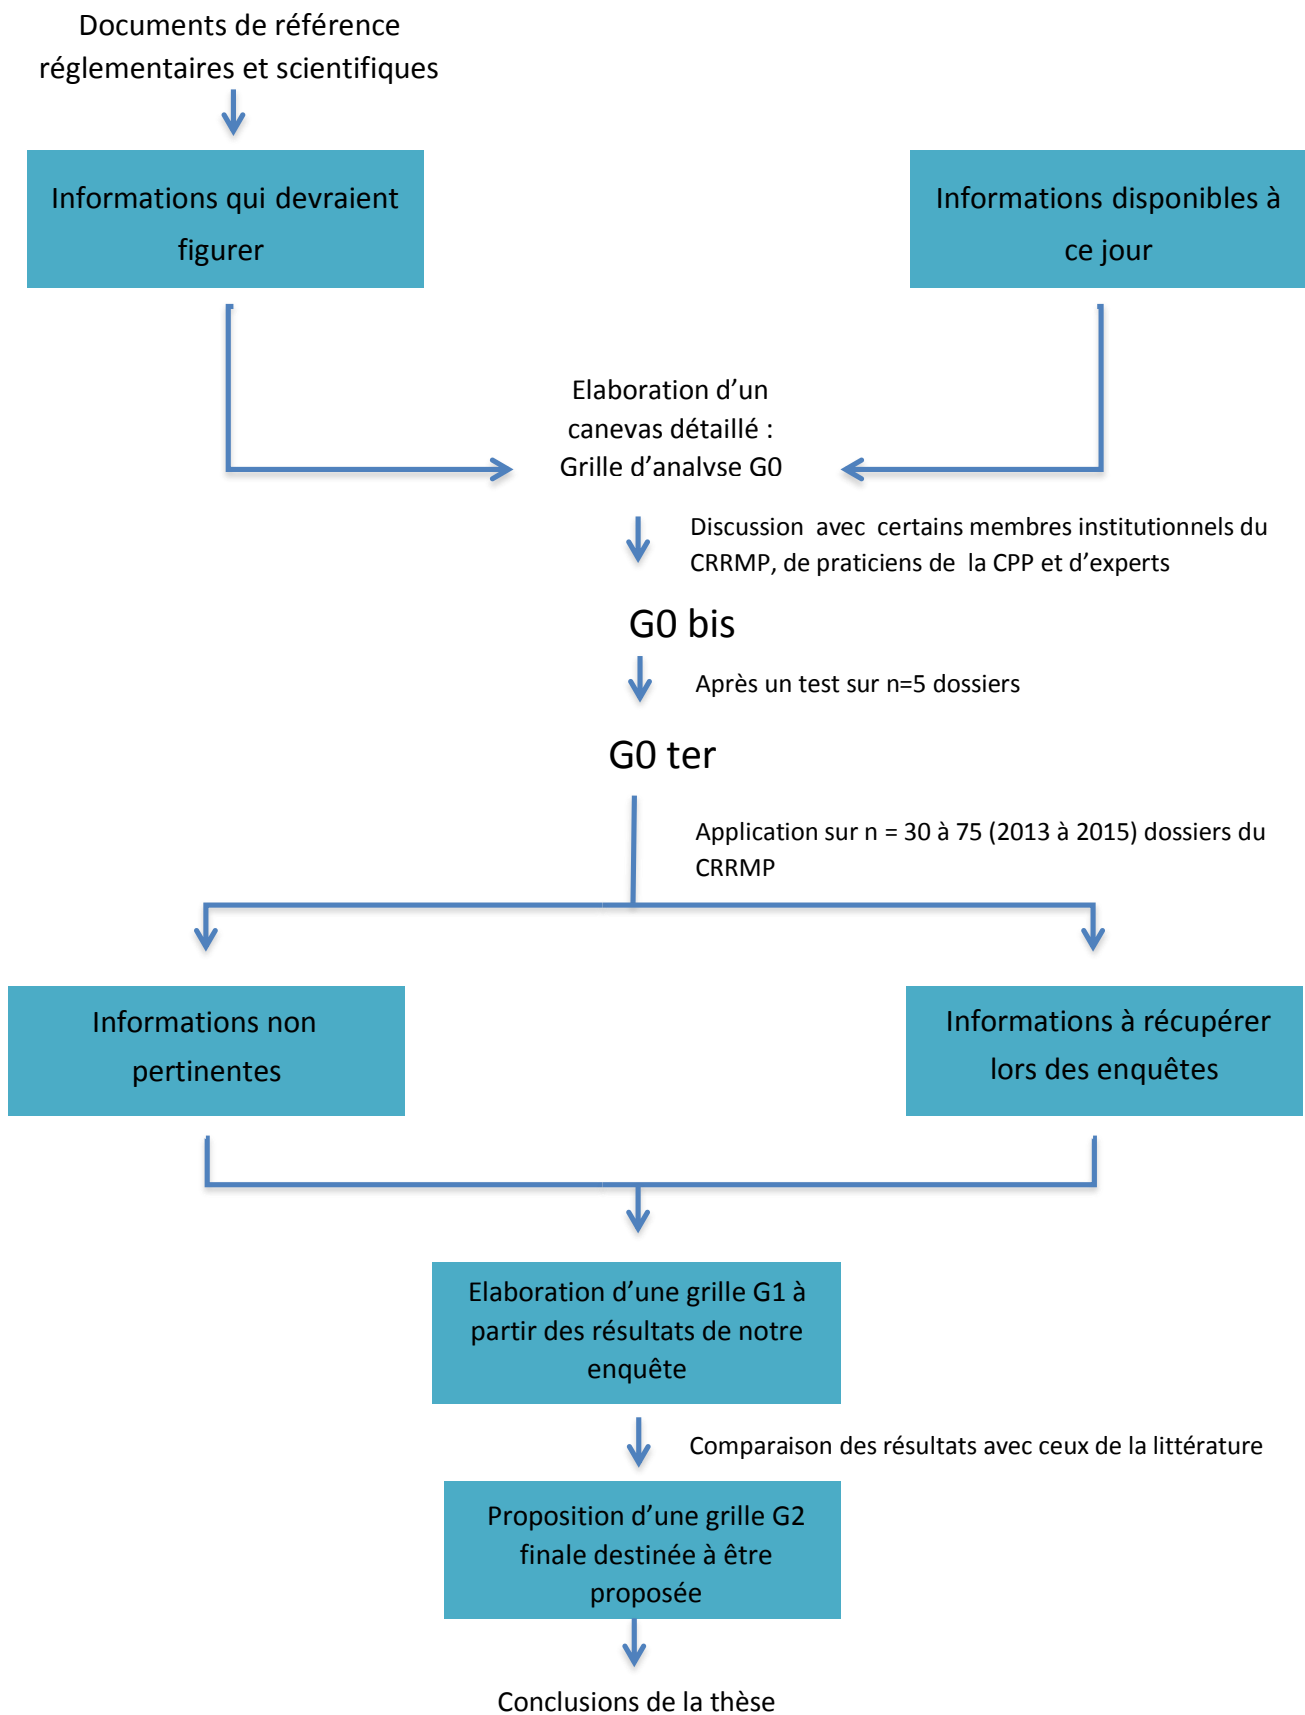 Documents de référence
réglementaires et scientifiques
Informations qui devraient
figurer
Informations disponibles à
ce jour
Elaboration d’un
canevas détaillé :
Grille d’analyse G0
Discussion avec certains membres institutionnels du
CRRMP, de praticiens de la CPP et d’experts
G0 bis
Après un test sur n=5 dossiers
G0 ter
Application sur n = 30 à 75 (2013 à 2015) dossiers du
CRRMP
Informations non
pertinentes
Informations à récupérer
lors des enquêtes
Elaboration d’une grille G1 à
partir des résultats de notre
enquête
Comparaison des résultats avec ceux de la littérature
Proposition d’une grille G2
finale destinée à être
proposée
Conclusions de la thèse